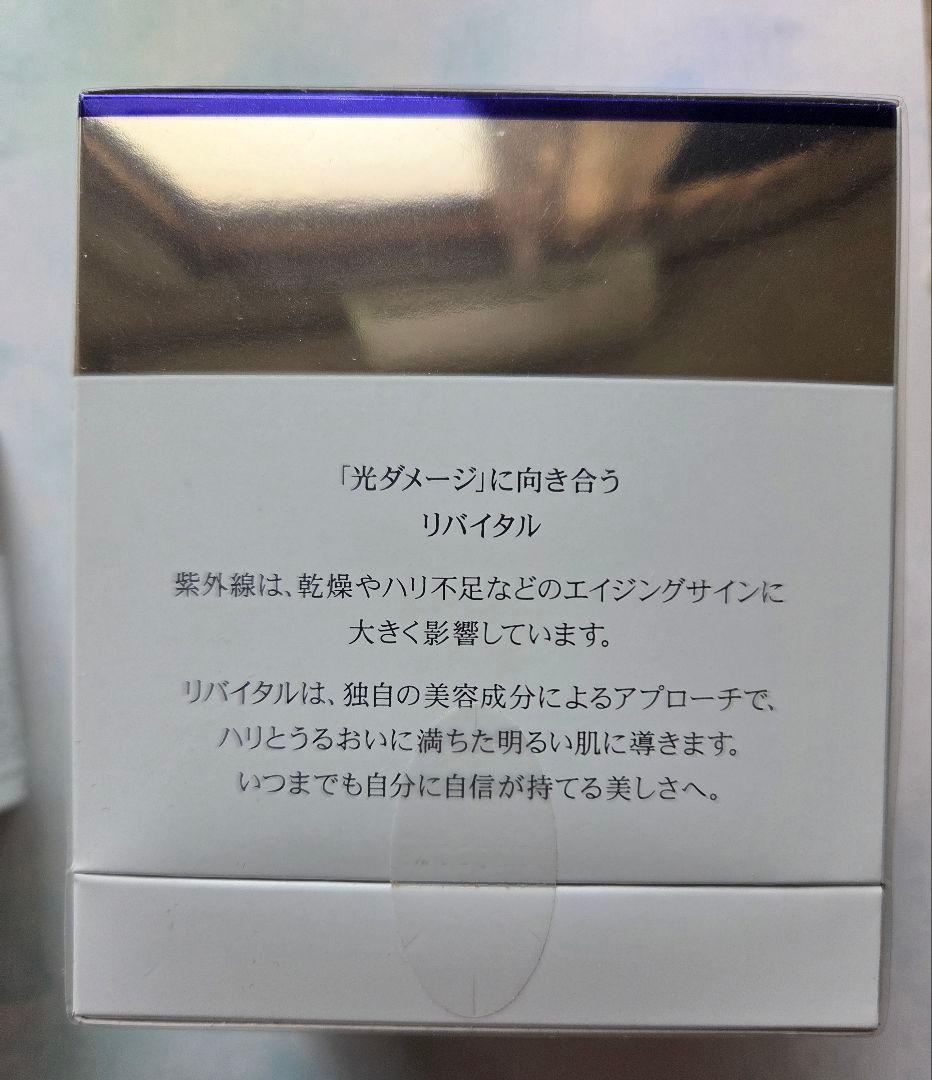 「光ダメージ」に向き合う
リバイタル
紫外線は、乾燥やハリ不足などのエイジングサインに
大きく影響しています。
リバイタルは、独自の美容成分によるアプローチで、
ハリとうるおいに満ちた明るい肌に導きます。
いつまでも自分に自信が持てる美しさへ。